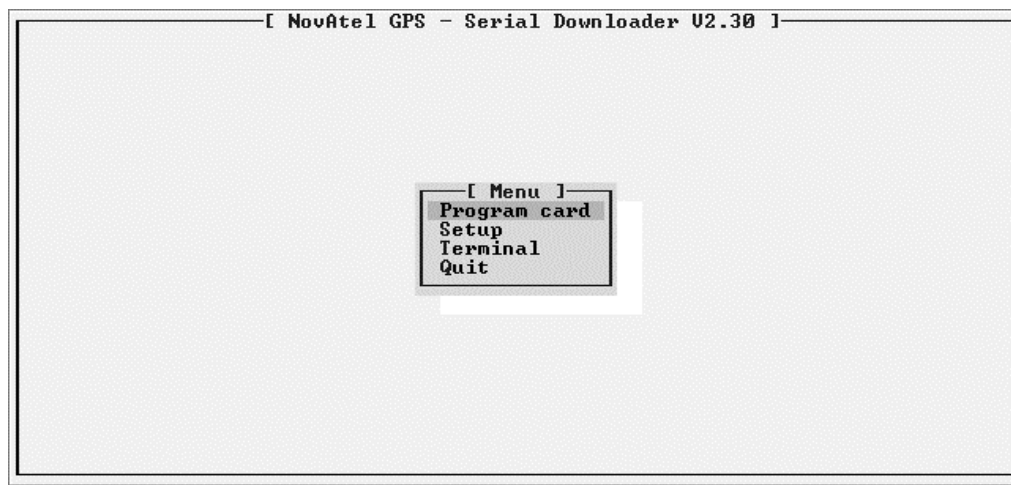 [ NovAtel GPS - Serial Downloader V2.30 ]
[ Menu ]
Program card
Setup
Terminal
Quit